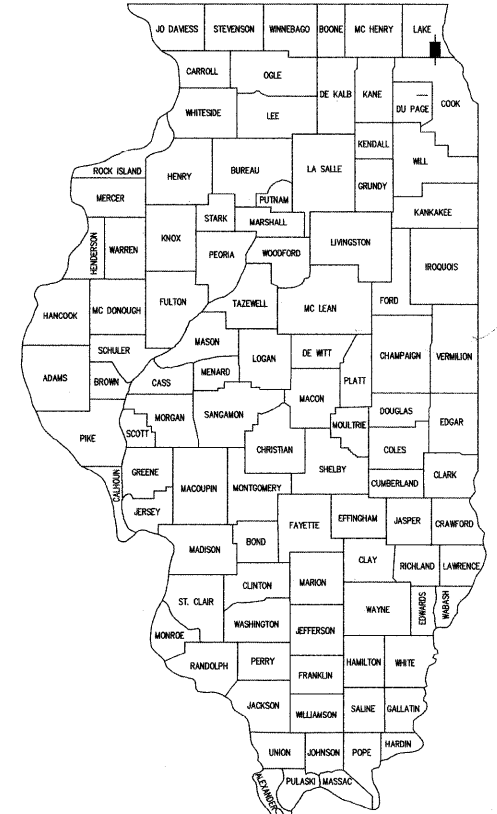 JO DAVIESS STEVENSON WINNEBAGO BOONE MC HENRY LAKE
CARROLL OGLE
DE KALB KANE COOK
DU PAGE
WHITESIDE LEE
KENDALL
LA SALLE WILL
ROCK ISLAND HENRY BUREAU GRUNDY
MERCER PUTNAM
STARK MARSHALL KANKAKEE
HENDERSON WARREN KNOX
PEORIA WOODFORD LIVINGSTON
IROQUOIS
FULTON TAZEWELL MC LEAN FORD
HANCOCK MC DONOUGH
MASON
SCHULER LOGAN DE WITT CHAMPAIGN VERMILION
ADAMS MENARD PLATT
BROWN CASS
MACON
MORGAN SANGAMON DOUGLAS
MOULTRIE EDGAR
PIKE SCOTT
CHRISTIAN COLES
SHELBY
GREENE CLARK
CALHOUN MACOUPIN MONTGOMERY CUMBERLAND
JERSEY
FAYETTE EFFINGHAM JASPER CRAWFORD
BOND
MADISON
CLAY
RICHLAND LAWRENCE
CLINTON MARION
ST. CLAIR WAYNE EDWARDS WABASH
WASHINGTON JEFFERSON
MONROE
RANDOLPH PERRY HAMILTON WHITE
FRANKLIN
JACKSON SALINE GALLATIN
WILLIAMSON
HARDIN
UNION JOHNSON POPE
ALEXANDER PULASKI MASSAC